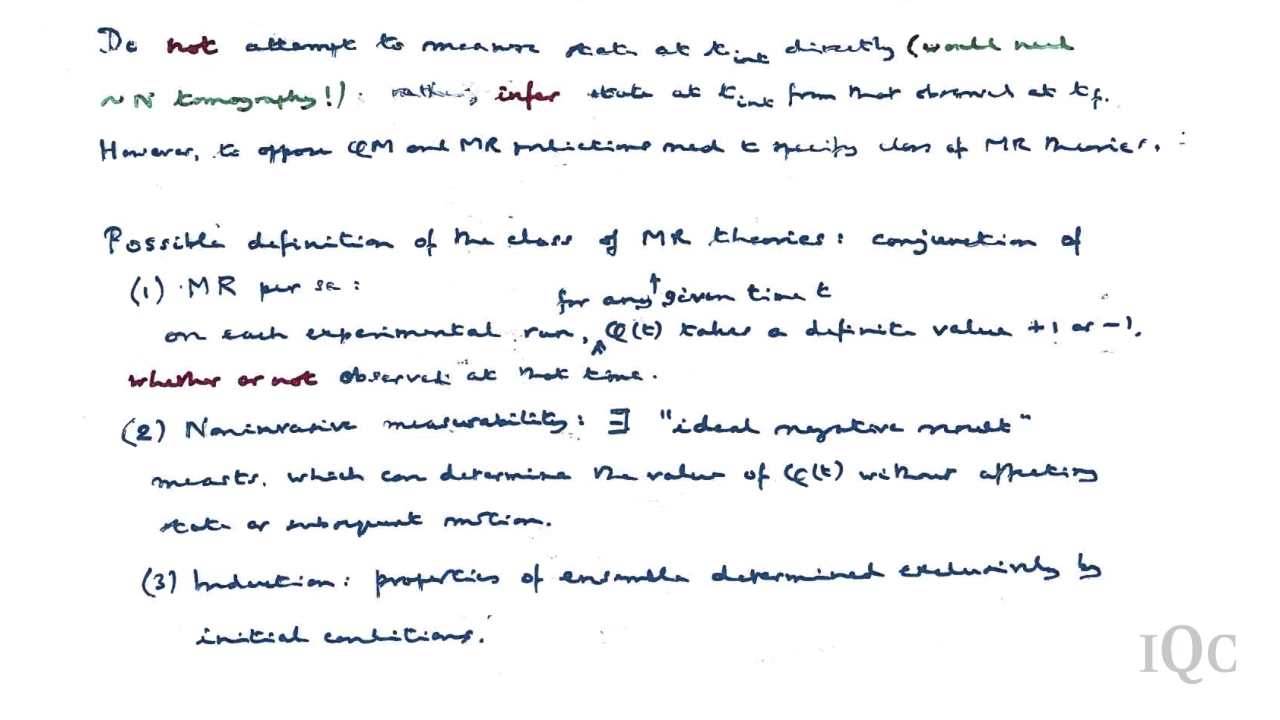 Do not attempt to measure state at t_int directly (would need
~ N tomography!): rather, infer state at t_int from that observed at t_f.
However, to oppose QM and MR predictions need to specify class of MR theories. :
Possible definition of the class of MR theories: conjunction of
(1) MR per se:
for any ↑ given time t
on each experimental run, Q(t) takes a definite value +1 or -1,
whether or not observed at that time.
(2) Noninvasive measurability: ∃ "ideal negative result"
measts. which can determine the value of Q(t) without affecting
state or subsequent motion.
(3) Induction: properties of ensemble determined exclusively by
initial conditions.
IQC